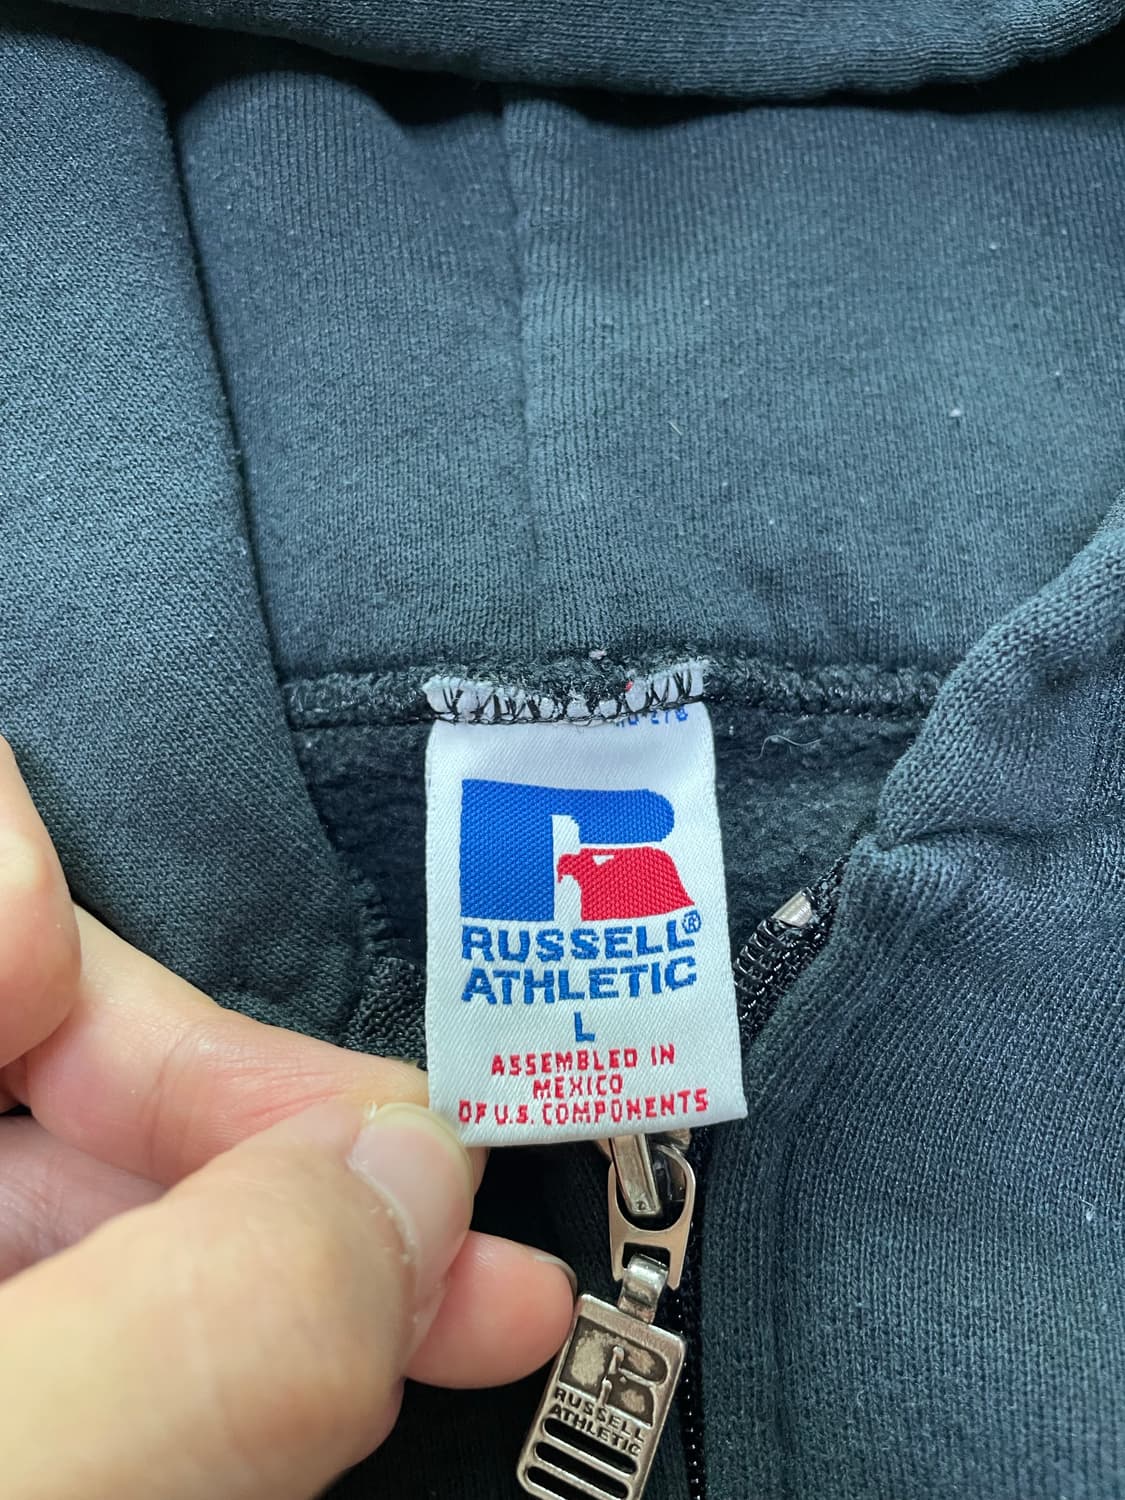 RUSSELL®
ATHLETIC
L
ASSEMBLED IN
MEXICO
OF U.S. COMPONENTS
RUSSELL
ATHLETIC